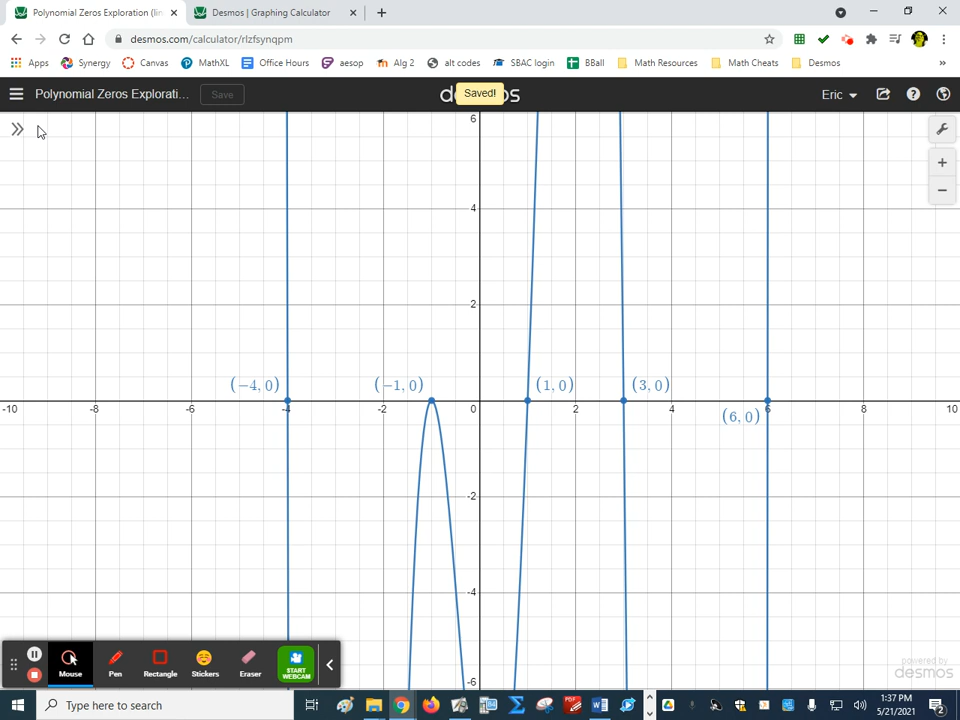 Polynomial Zeros Exploration (lin
Desmos | Graphing Calculator
desmos.com/calculator/rlzfsynqpm
Apps
Synergy
Canvas
MathXL
Office Hours
aesop
Alg 2
alt codes
SBAC login
BBall
Math Resources
Math Cheats
Desmos
»
Polynomial Zeros Explorati...
Save
desmos
Saved!
Eric
6
4
2
(−4, 0)
(−1, 0)
(1, 0)
(3, 0)
-10
-8
-6
-4
-2
0
2
4
6
8
10
(6, 0)
-2
-4
-6
Mouse
Pen
Rectangle
Stickers
Eraser
START
WEBCAM
powered by
desmos
Type here to search
1:37 PM
5/21/2021
2